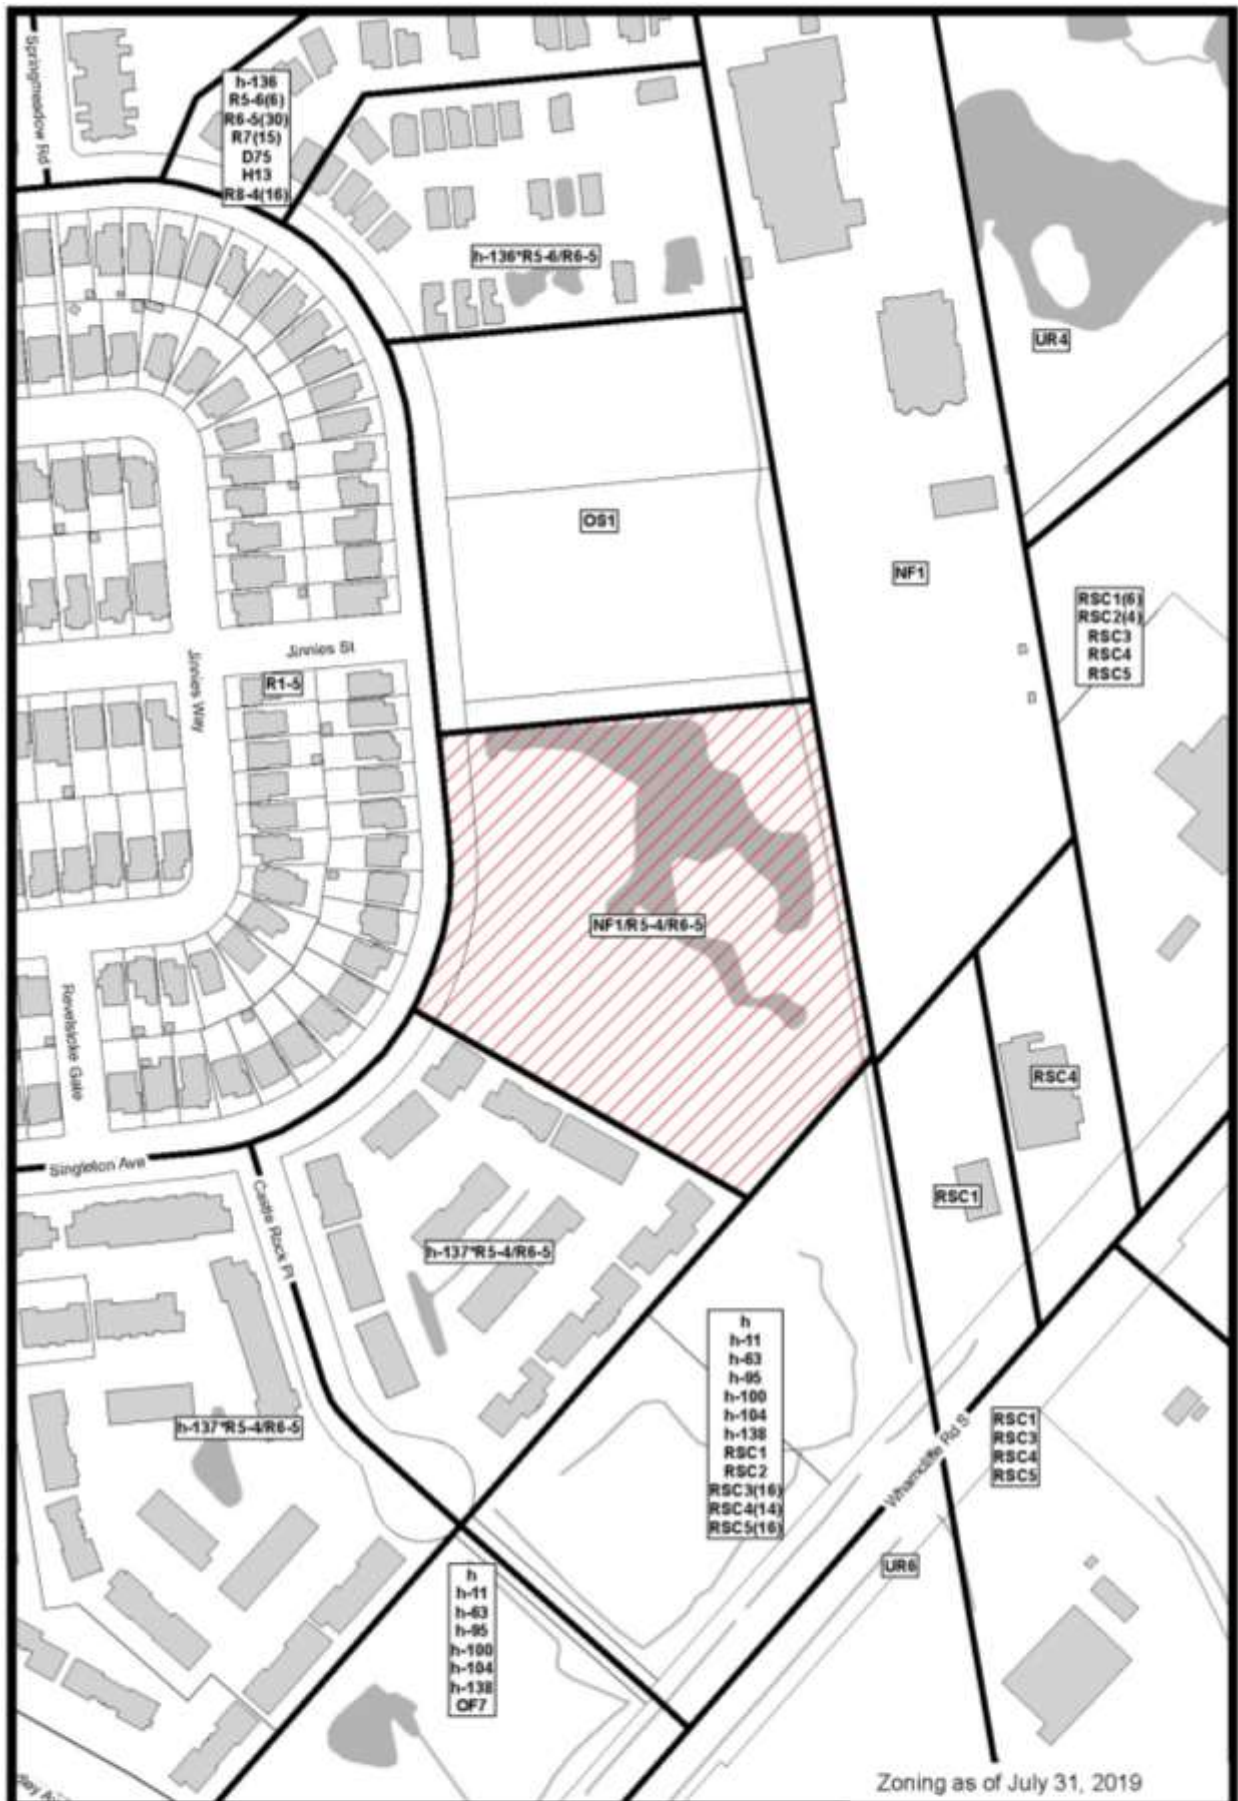 Springmeadow Rd
h-136
R5-6(6)
R6-5(30)
R7(15)
D75
H13
R8-4(16)
h-136*R5-6/R6-5
UR4
OS1
NF1
RSC1(6)
RSC2(4)
RSC3
RSC4
RSC5
Jinnies St
Jinnies Way
R1-5
NF1/R5-4/R6-5
Revelstoke Gate
RSC4
Singleton Ave
Castle Rock Pl
RSC1
h-137*R5-4/R6-5
h
h-11
h-63
h-95
h-100
h-104
h-138
RSC1
RSC2
RSC3(16)
RSC4(14)
RSC5(16)
h-137*R5-4/R6-5
Wharncliffe Rd S
RSC1
RSC3
RSC4
RSC5
UR6
h
h-11
h-63
h-95
h-100
h-104
h-138
OF7
Zoning as of July 31, 2019